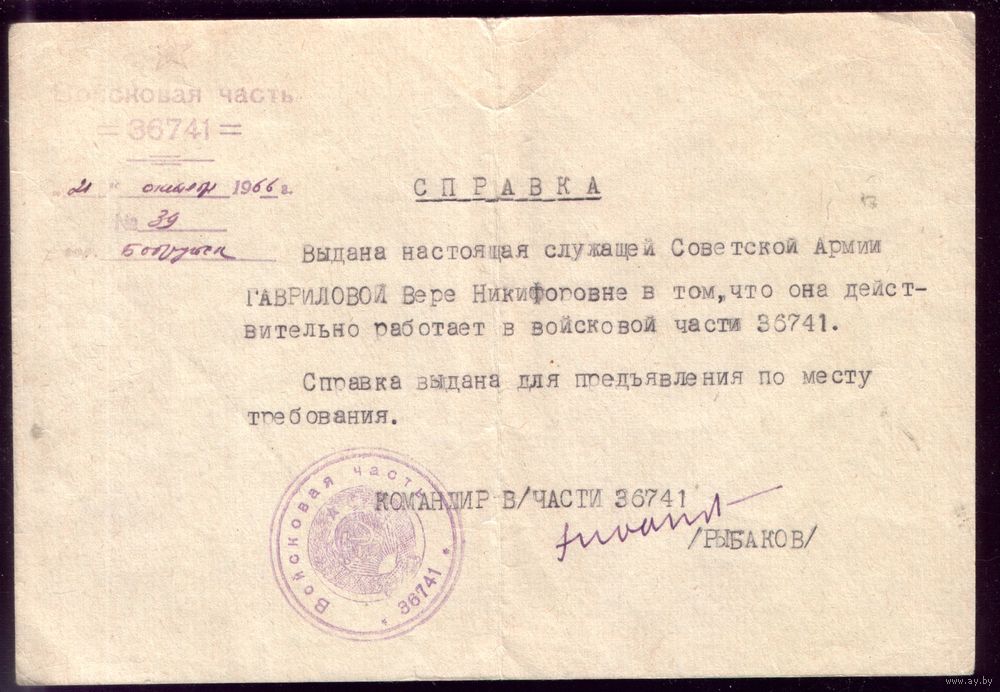 Войсковая часть
= 36741 =
"21" октября 1966 г.
№ 39
гор. Бобруйск
СПРАВКА
Выдана настоящая служащей Советской Армии
ГАВРИЛОВОЙ Вере Никифоровне в том, что она дейст-
вительно работает в войсковой части 36741.
Справка выдана для предъявления по месту
требования.
КОМАНДИР В/ЧАСТИ 36741
/РЫБАКОВ/
Войсковая часть * 36741 *
www.ay.by